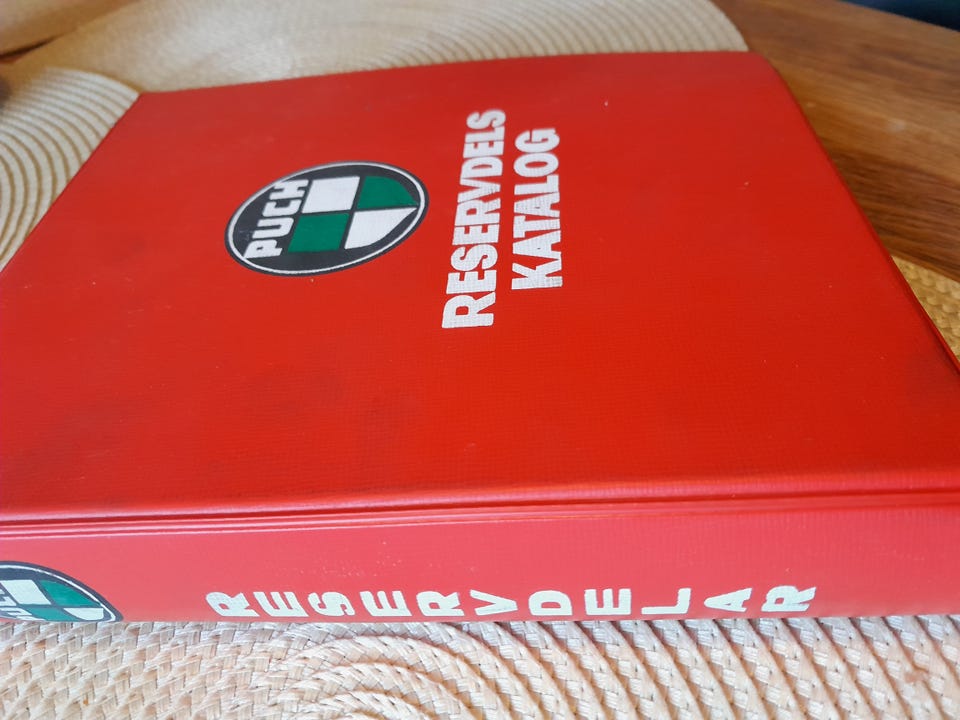 PUCH
RESERVDELS
KATALOG
RESERVDELAR